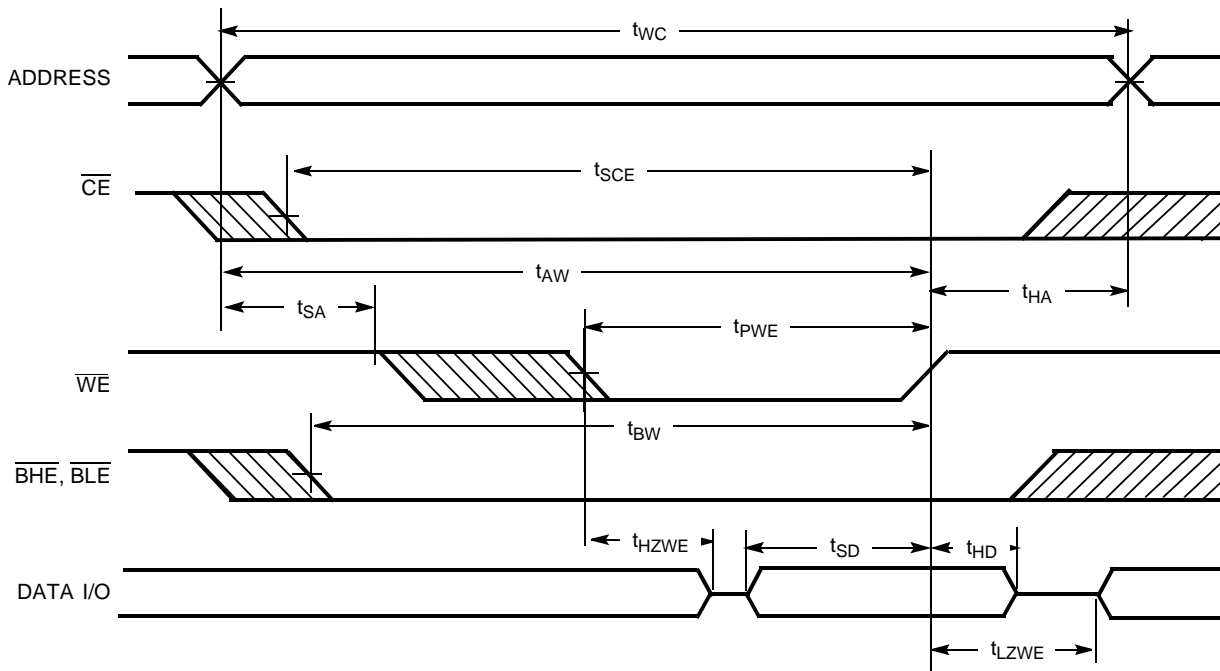 tWC
ADDRESS
tSCE
CE
tAW
tSA
tHA
tPWE
WE
tBW
BHE, BLE
tHZWE
tSD
tHD
DATA I/O
tLZWE